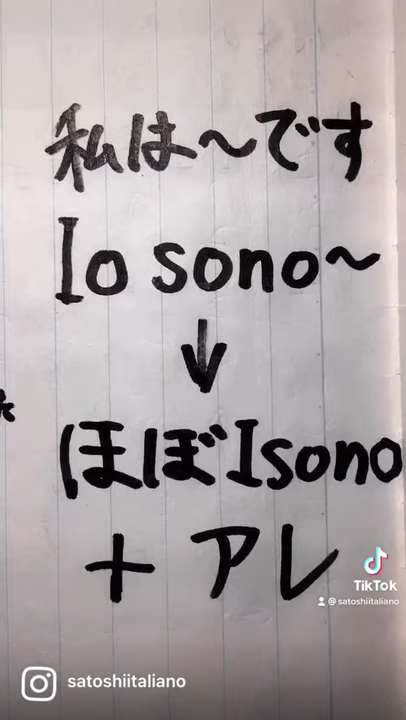 私は〜です
Io sono〜
↓
ほぼIsono
+ アレ
TikTok
@satoshiitaliano
satoshiitaliano